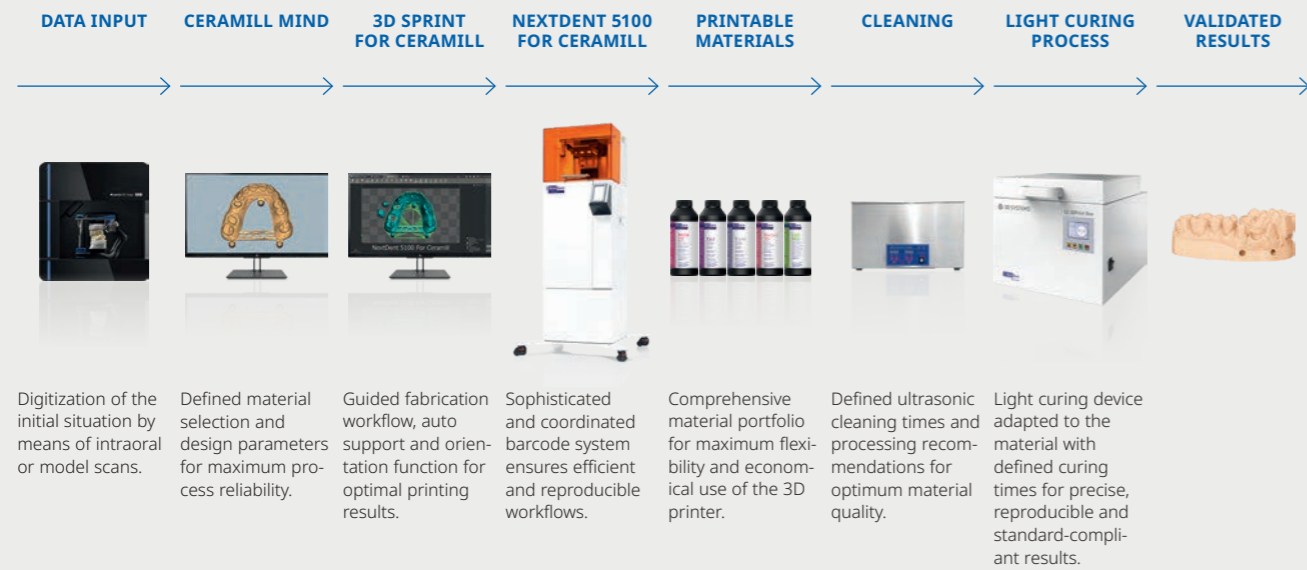 DATA INPUT
CERAMILL MIND
3D SPRINT
FOR CERAMILL
NEXTDENT 5100
FOR CERAMILL
PRINTABLE
MATERIALS
CLEANING
LIGHT CURING
PROCESS
VALIDATED
RESULTS
NextDent 5100 For Ceramill
3D SYSTEMS
Digitization of the
initial situation by
means of intraoral
or model scans.
Defined material
selection and
design parameters
for maximum pro-
cess reliability.
Guided fabrication
workflow, auto
support and orien-
tation function for
optimal printing
results.
Sophisticated
and coordinated
barcode system
ensures efficient
and reproducible
workflows.
Comprehensive
material portfolio
for maximum flexi-
bility and econom-
ical use of the 3D
printer.
Defined ultrasonic
cleaning times and
processing recom-
mendations for
optimum material
quality.
Light curing device
adapted to the
material with
defined curing
times for precise,
reproducible and
standard-compli-
ant results.